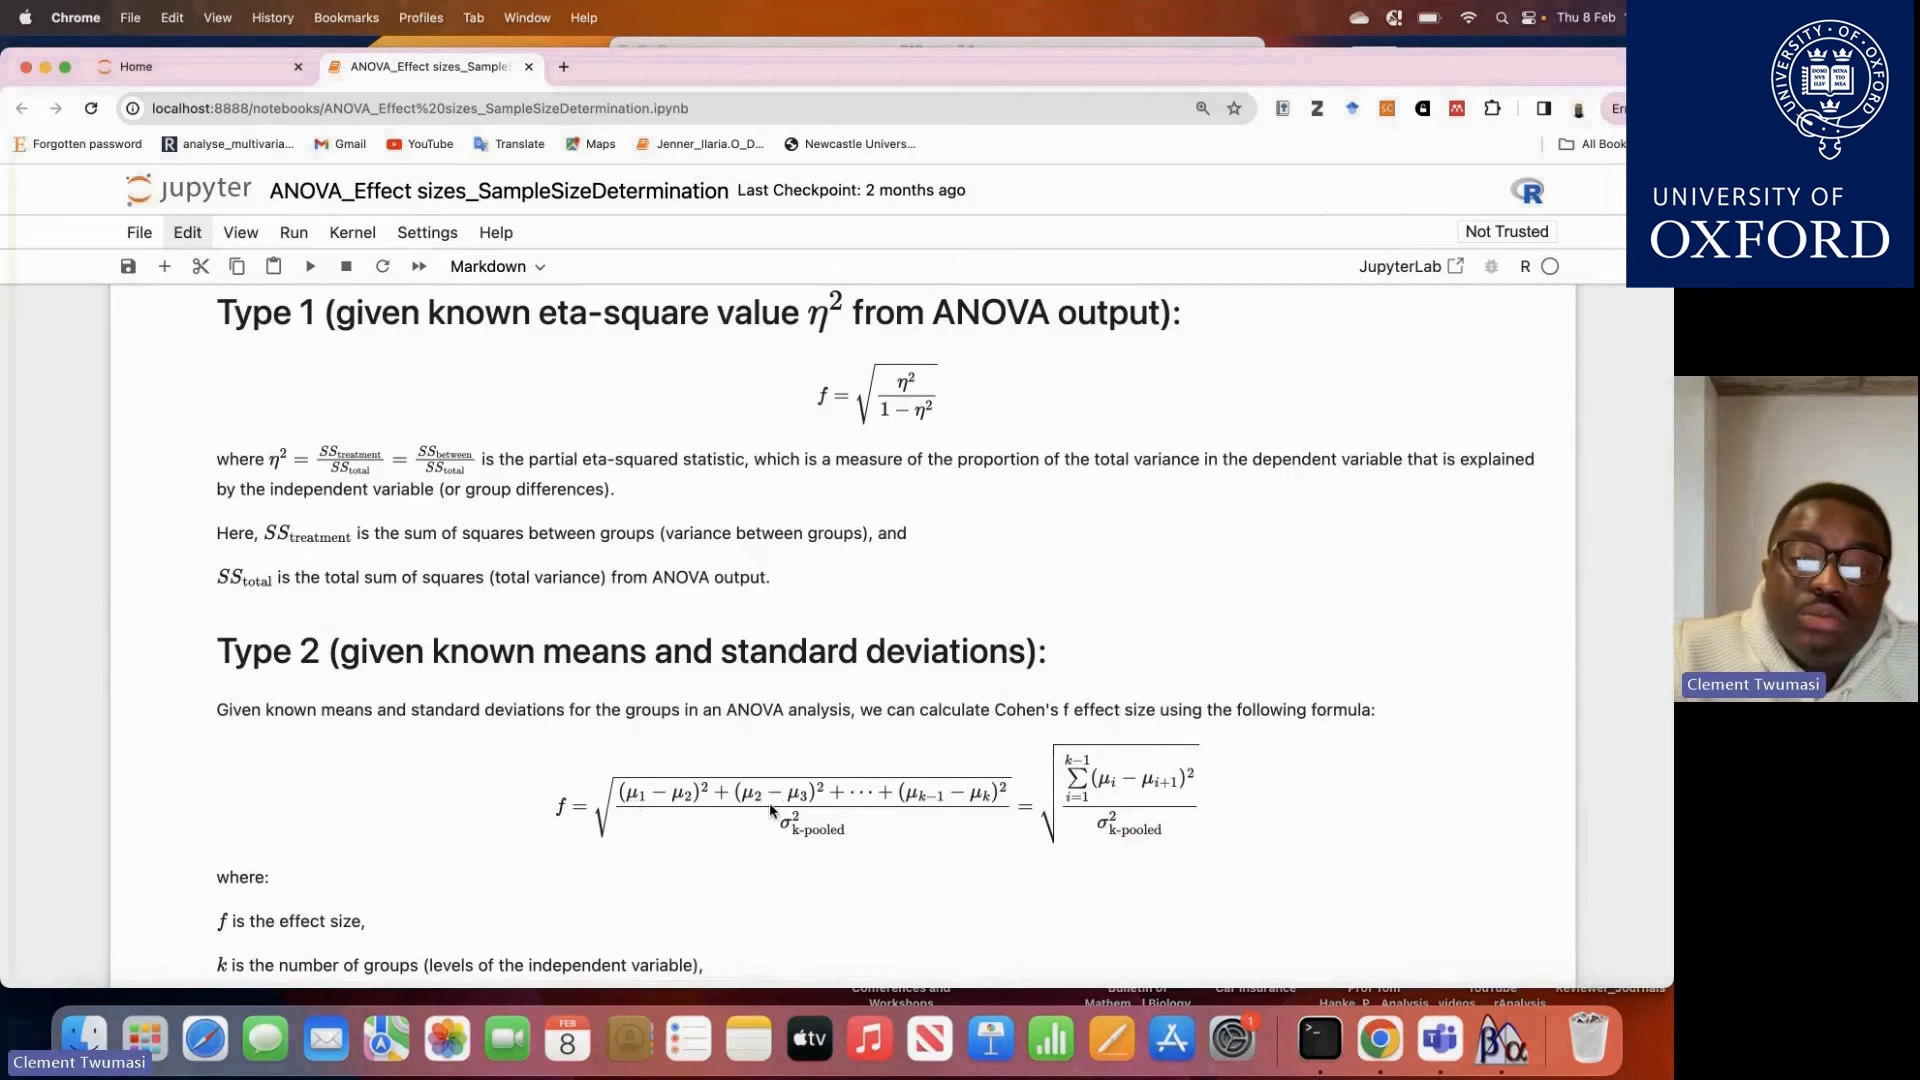 Chrome File Edit View History Bookmarks Profiles Tab Window Help Thu 8 Feb
Home ANOVA_Effect sizes_Sample
localhost:8888/notebooks/ANOVA_Effect%20sizes_SampleSizeDetermination.ipynb
Forgotten password analyse_multivaria... Gmail YouTube Translate Maps Jenner_Ilaria.O_D... Newcastle Univers... All Book
jupyter ANOVA_Effect sizes_SampleSizeDetermination Last Checkpoint: 2 months ago
File Edit View Run Kernel Settings Help Not Trusted
Markdown JupyterLab R
UNIVERSITY OF
OXFORD
Type 1 (given known eta-square value η² from ANOVA output):
f = √(η² / (1 − η²))
where η² = SS_treatment / SS_total = SS_between / SS_total is the partial eta-squared statistic, which is a measure of the proportion of the total variance in the dependent variable that is explained
by the independent variable (or group differences).
Here, SS_treatment is the sum of squares between groups (variance between groups), and
SS_total is the total sum of squares (total variance) from ANOVA output.
Type 2 (given known means and standard deviations):
Given known means and standard deviations for the groups in an ANOVA analysis, we can calculate Cohen's f effect size using the following formula:
f = √(((μ₁ − μ₂)² + (μ₂ − μ₃)² + ⋯ + (μₖ₋₁ − μₖ)²) / σ²_k-pooled) = √(∑_{i=1}^{k−1} (μᵢ − μᵢ₊₁)² / σ²_k-pooled)
where:
f is the effect size,
k is the number of groups (levels of the independent variable),
Clement Twumasi
FEB
8
tv
1
Clement Twumasi